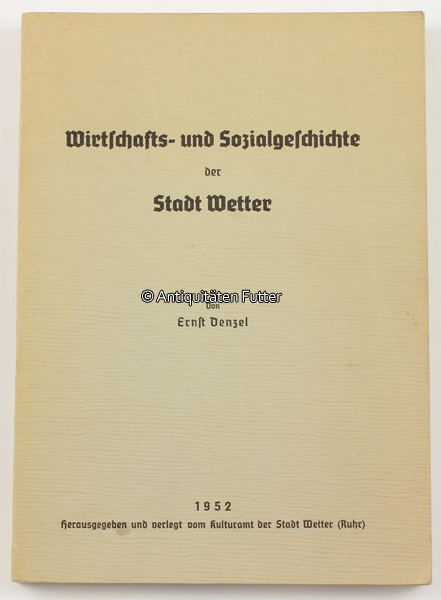 Wirtſchafts- und Sozialgeſchichte
der
Stadt Wetter
© Antiquitäten Futter
Von
Ernſt Denzel
1952
Herausgegeben und verlegt vom Kulturamt der Stadt Wetter (Ruhr)